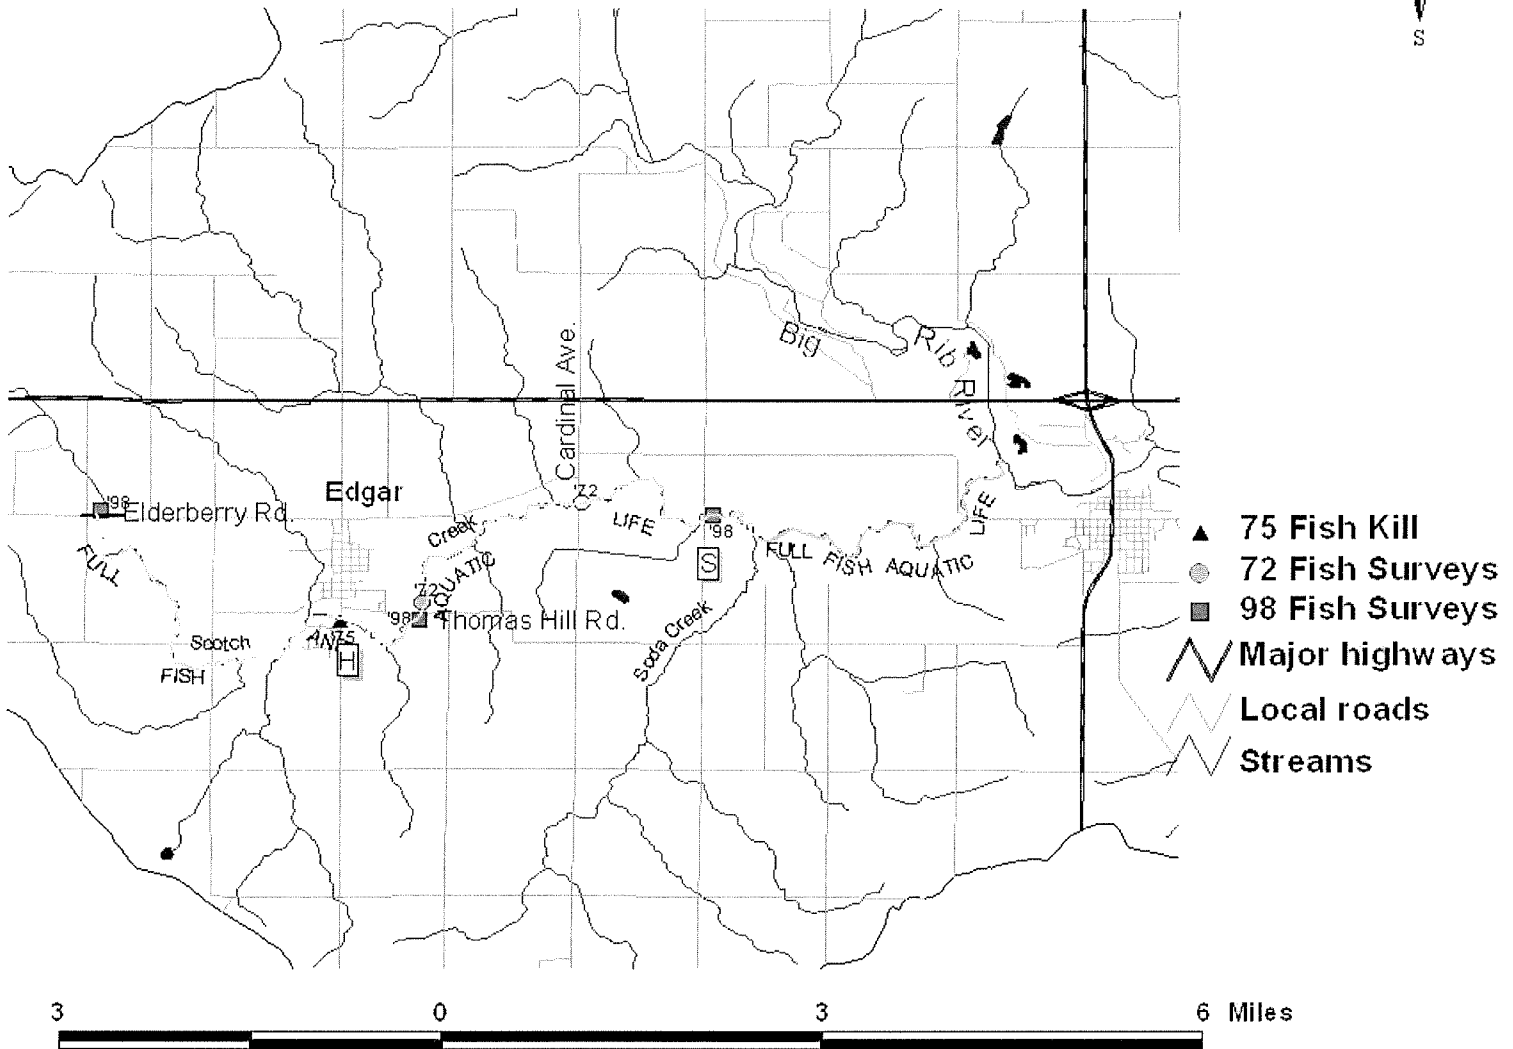 S
Big
Rib
River
Cardinal Ave.
'98
Elderberry Rd.
Edgar
'72
LIFE
Creek
'98
S
FULL FISH AQUATIC LIFE
FULL
AQUATIC
'72
'98
Thomas Hill Rd.
Soda Creek
Scotch
FISH
75
H
75 Fish Kill
72 Fish Surveys
98 Fish Surveys
Major highways
Local roads
Streams
3 0 3 6 Miles